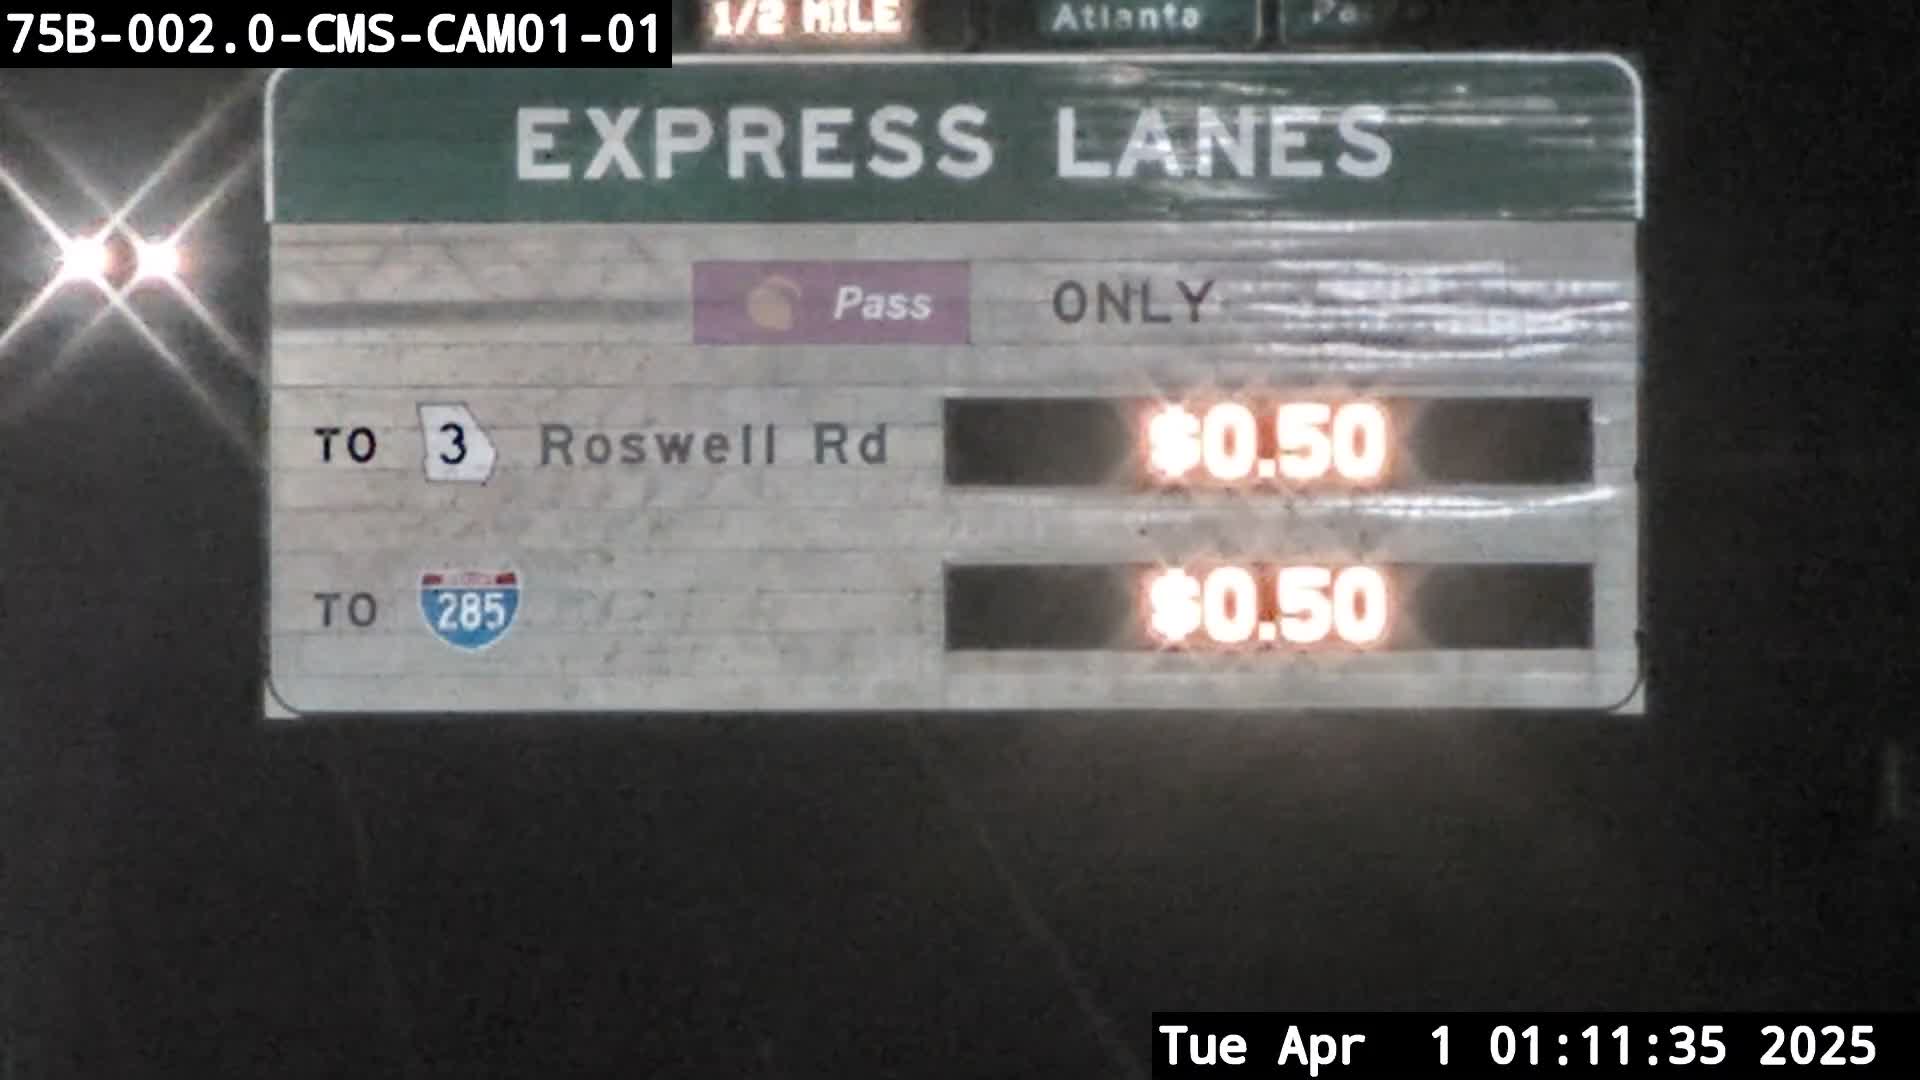 75B-002.0-CMS-CAM01-01
1/2 MILE
Atlanta
EXPRESS LANES
Pass ONLY
TO 3 Roswell Rd $0.50
TO 285 $0.50
Tue Apr 1 01:11:35 2025